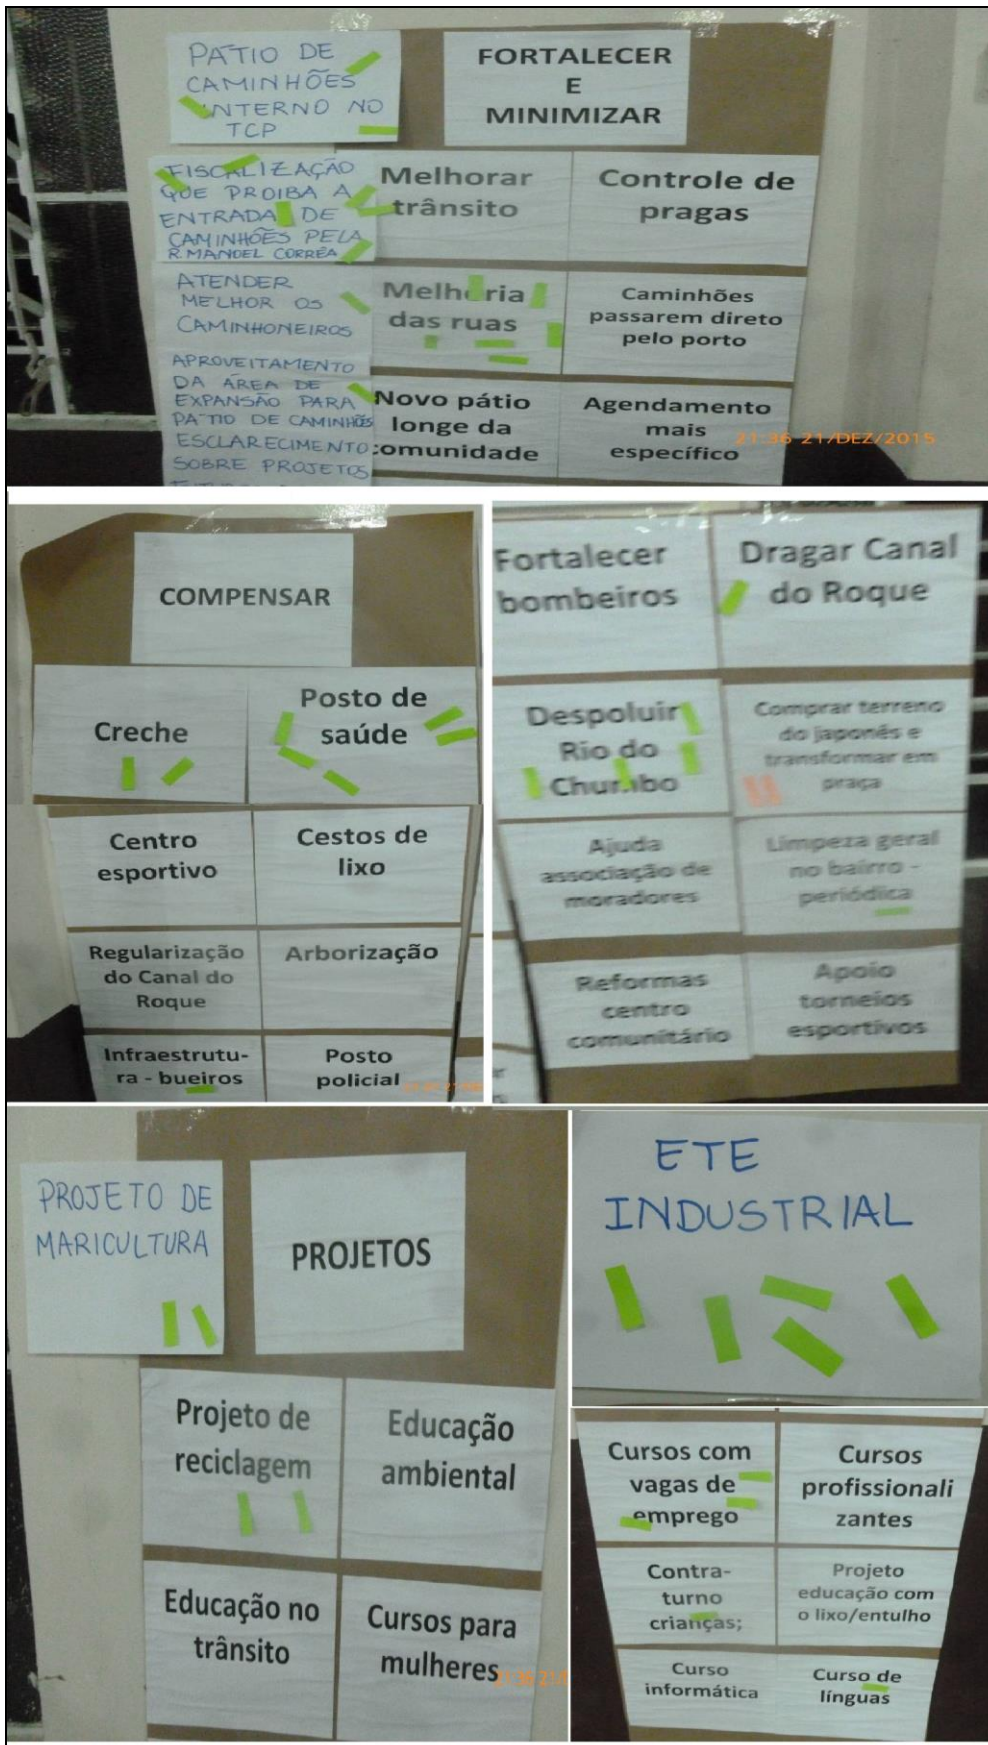 PATIO DE
CAMINHÕES
INTERNO NO
TCP
FORTALECER
E
MINIMIZAR
FISCALIZAÇÃO
QUE PROIBA A
ENTRADA DE
CAMINHÕES PELA
R. MANOEL CORRÊA
Melhorar
trânsito
Controle de
pragas
ATENDER
MELHOR OS
CAMINHONEIROS
Melhoria
das ruas
Caminhões
passarem direto
pelo porto
APROVEITAMENTO
DA ÁREA DE
EXPANSÃO PARA
PATIO DE CAMINHÕES
ESCLARECIMENTO
SOBRE PROJETOS
Novo pátio
longe da
comunidade
Agendamento
mais
específico
21:36 21/DEZ/2015
COMPENSAR
Creche
Posto de
saúde
Centro
esportivo
Cestos de
lixo
Regularização
do Canal do
Roque
Arborização
Infraestrutu-
ra - bueiros
Posto
policial
Fortalecer
bombeiros
Dragar Canal
do Roque
Despoluir
Rio do
Chumbo
Comprar terreno
do japonês e
transformar em
praça
Ajuda
associação de
moradores
Limpeza geral
no bairro -
periódica
Reformas
centro
comunitário
Apoio
torneios
esportivos
PROJETO DE
MARICULTURA
PROJETOS
Projeto de
reciclagem
Educação
ambiental
Educação no
trânsito
Cursos para
mulheres
21:36 21/
ETE
INDUSTRIAL
Cursos com
vagas de
emprego
Cursos
profissionali
zantes
Contra-
turno
crianças;
Projeto
educação com
o lixo/entulho
Curso
informática
Curso de
línguas